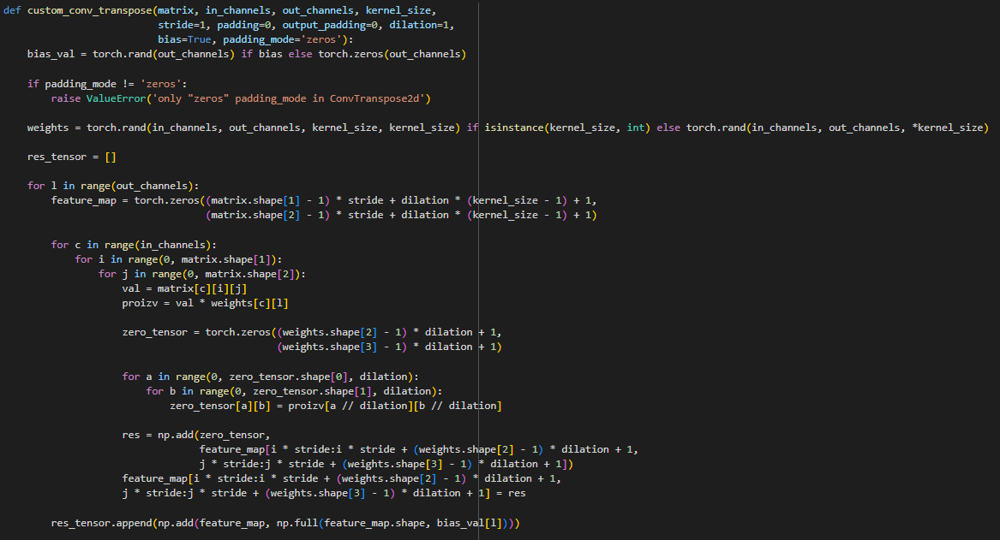 def custom_conv_transpose(matrix, in_channels, out_channels, kernel_size,
                          stride=1, padding=0, output_padding=0, dilation=1,
                          bias=True, padding_mode='zeros'):
    bias_val = torch.rand(out_channels) if bias else torch.zeros(out_channels)

    if padding_mode != 'zeros':
        raise ValueError('only "zeros" padding_mode in ConvTranspose2d')

    weights = torch.rand(in_channels, out_channels, kernel_size, kernel_size) if isinstance(kernel_size, int) else torch.rand(in_channels, out_channels, *kernel_size)

    res_tensor = []

    for l in range(out_channels):
        feature_map = torch.zeros((matrix.shape[1] - 1) * stride + dilation * (kernel_size - 1) + 1,
                                  (matrix.shape[2] - 1) * stride + dilation * (kernel_size - 1) + 1)

        for c in range(in_channels):
            for i in range(0, matrix.shape[1]):
                for j in range(0, matrix.shape[2]):
                    val = matrix[c][i][j]
                    proizv = val * weights[c][l]

                    zero_tensor = torch.zeros((weights.shape[2] - 1) * dilation + 1,
                                              (weights.shape[3] - 1) * dilation + 1)

                    for a in range(0, zero_tensor.shape[0], dilation):
                        for b in range(0, zero_tensor.shape[1], dilation):
                            zero_tensor[a][b] = proizv[a // dilation][b // dilation]

                    res = np.add(zero_tensor,
                                 feature_map[i * stride:i * stride + (weights.shape[2] - 1) * dilation + 1,
                                 j * stride:j * stride + (weights.shape[3] - 1) * dilation + 1])
                    feature_map[i * stride:i * stride + (weights.shape[2] - 1) * dilation + 1,
                    j * stride:j * stride + (weights.shape[3] - 1) * dilation + 1] = res

        res_tensor.append(np.add(feature_map, np.full(feature_map.shape, bias_val[l])))